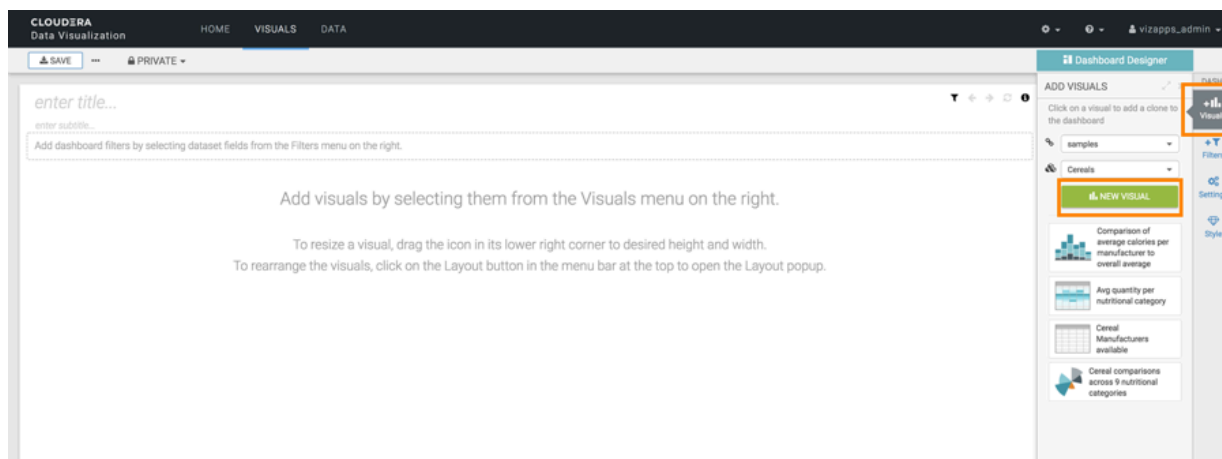 CLOUDERA
Data Visualization
HOME VISUALS DATA
vizapps_admin
SAVE ... PRIVATE
Dashboard Designer
enter title...
enter subtitle...
Add dashboard filters by selecting dataset fields from the Filters menu on the right.
Add visuals by selecting them from the Visuals menu on the right.
To resize a visual, drag the icon in its lower right corner to desired height and width.
To rearrange the visuals, click on the Layout button in the menu bar at the top to open the Layout popup.
ADD VISUALS
Click on a visual to add a clone to
the dashboard
samples
Cereals
NEW VISUAL
Comparison of
average calories per
manufacturer to
overall average
Avg quantity per
nutritional category
Cereal
Manufacturers
available
Cereal comparisons
across 9 nutritional
categories
DASH
Visual
Filters
Setting
Style